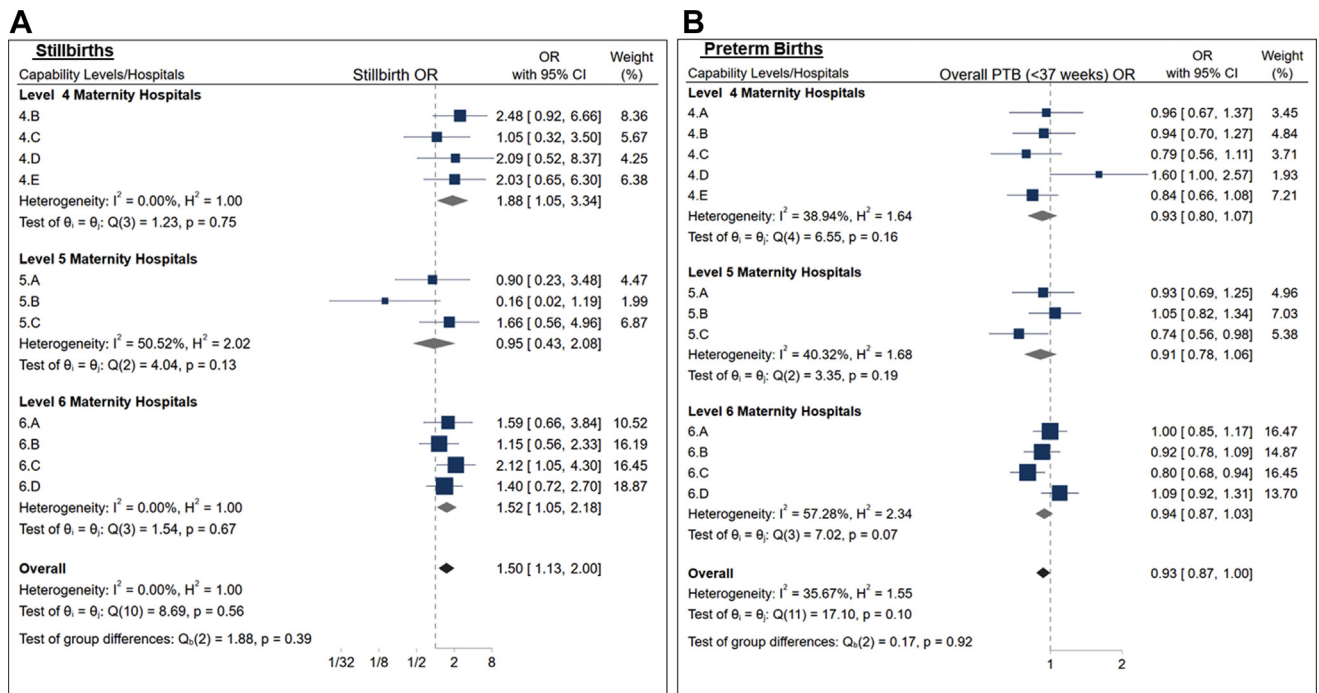 A
Stillbirths
OR Weight
Capability Levels/Hospitals Stillbirth OR with 95% CI (%)
Level 4 Maternity Hospitals
4.B 2.48 [ 0.92, 6.66] 8.36
4.C 1.05 [ 0.32, 3.50] 5.67
4.D 2.09 [ 0.52, 8.37] 4.25
4.E 2.03 [ 0.65, 6.30] 6.38
Heterogeneity: I² = 0.00%, H² = 1.00 1.88 [ 1.05, 3.34]
Test of θᵢ = θⱼ: Q(3) = 1.23, p = 0.75
Level 5 Maternity Hospitals
5.A 0.90 [ 0.23, 3.48] 4.47
5.B 0.16 [ 0.02, 1.19] 1.99
5.C 1.66 [ 0.56, 4.96] 6.87
Heterogeneity: I² = 50.52%, H² = 2.02 0.95 [ 0.43, 2.08]
Test of θᵢ = θⱼ: Q(2) = 4.04, p = 0.13
Level 6 Maternity Hospitals
6.A 1.59 [ 0.66, 3.84] 10.52
6.B 1.15 [ 0.56, 2.33] 16.19
6.C 2.12 [ 1.05, 4.30] 16.45
6.D 1.40 [ 0.72, 2.70] 18.87
Heterogeneity: I² = 0.00%, H² = 1.00 1.52 [ 1.05, 2.18]
Test of θᵢ = θⱼ: Q(3) = 1.54, p = 0.67
Overall 1.50 [ 1.13, 2.00]
Heterogeneity: I² = 0.00%, H² = 1.00
Test of θᵢ = θⱼ: Q(10) = 8.69, p = 0.56
Test of group differences: Q_b(2) = 1.88, p = 0.39
1/32 1/8 1/2 2 8
B
Preterm Births
OR Weight
Capability Levels/Hospitals Overall PTB (<37 weeks) OR with 95% CI (%)
Level 4 Maternity Hospitals
4.A 0.96 [ 0.67, 1.37] 3.45
4.B 0.94 [ 0.70, 1.27] 4.84
4.C 0.79 [ 0.56, 1.11] 3.71
4.D 1.60 [ 1.00, 2.57] 1.93
4.E 0.84 [ 0.66, 1.08] 7.21
Heterogeneity: I² = 38.94%, H² = 1.64 0.93 [ 0.80, 1.07]
Test of θᵢ = θⱼ: Q(4) = 6.55, p = 0.16
Level 5 Maternity Hospitals
5.A 0.93 [ 0.69, 1.25] 4.96
5.B 1.05 [ 0.82, 1.34] 7.03
5.C 0.74 [ 0.56, 0.98] 5.38
Heterogeneity: I² = 40.32%, H² = 1.68 0.91 [ 0.78, 1.06]
Test of θᵢ = θⱼ: Q(2) = 3.35, p = 0.19
Level 6 Maternity Hospitals
6.A 1.00 [ 0.85, 1.17] 16.47
6.B 0.92 [ 0.78, 1.09] 14.87
6.C 0.80 [ 0.68, 0.94] 16.45
6.D 1.09 [ 0.92, 1.31] 13.70
Heterogeneity: I² = 57.28%, H² = 2.34 0.94 [ 0.87, 1.03]
Test of θᵢ = θⱼ: Q(3) = 7.02, p = 0.07
Overall 0.93 [ 0.87, 1.00]
Heterogeneity: I² = 35.67%, H² = 1.55
Test of θᵢ = θⱼ: Q(11) = 17.10, p = 0.10
Test of group differences: Q_b(2) = 0.17, p = 0.92
1 2